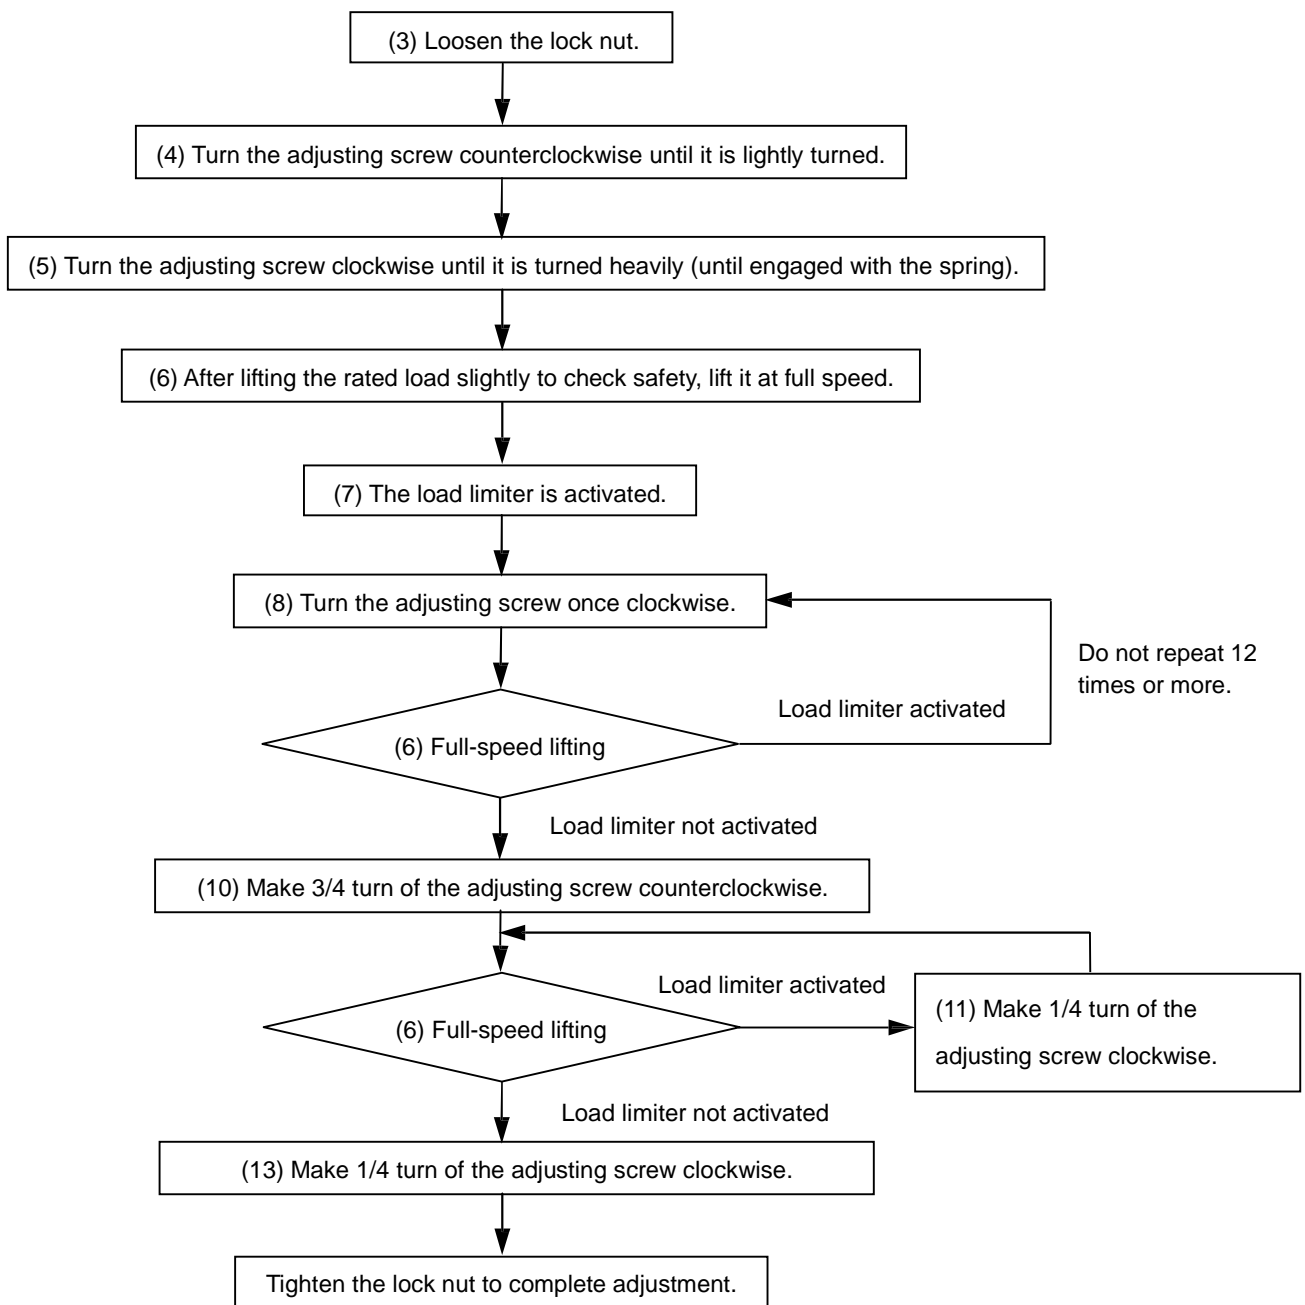 (3) Loosen the lock nut.
(4) Turn the adjusting screw counterclockwise until it is lightly turned.
(5) Turn the adjusting screw clockwise until it is turned heavily (until engaged with the spring).
(6) After lifting the rated load slightly to check safety, lift it at full speed.
(7) The load limiter is activated.
(8) Turn the adjusting screw once clockwise.
Do not repeat 12
times or more.
Load limiter activated
(6) Full-speed lifting
Load limiter not activated
(10) Make 3/4 turn of the adjusting screw counterclockwise.
Load limiter activated
(6) Full-speed lifting
(11) Make 1/4 turn of the
adjusting screw clockwise.
Load limiter not activated
(13) Make 1/4 turn of the adjusting screw clockwise.
Tighten the lock nut to complete adjustment.